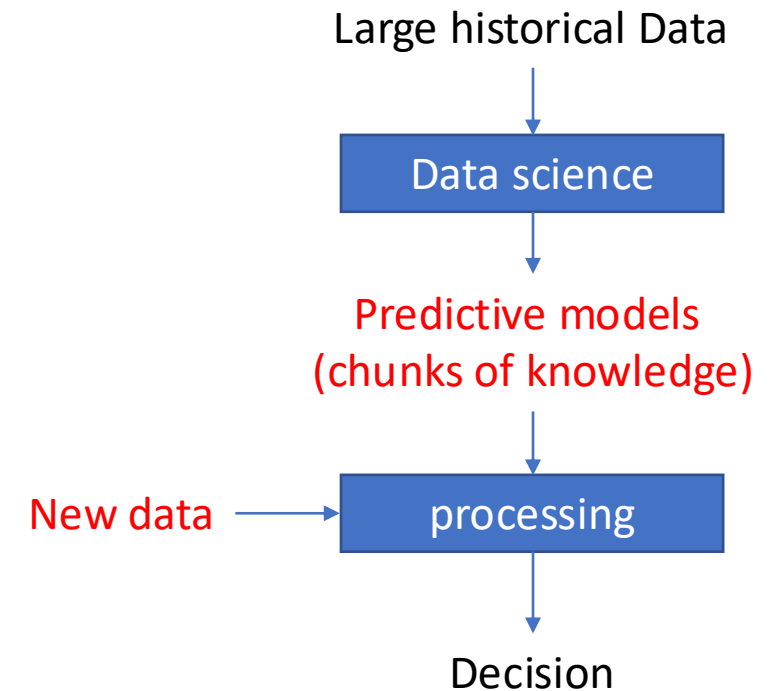 Large historical Data
Data science
Predictive models
(chunks of knowledge)
New data
processing
Decision